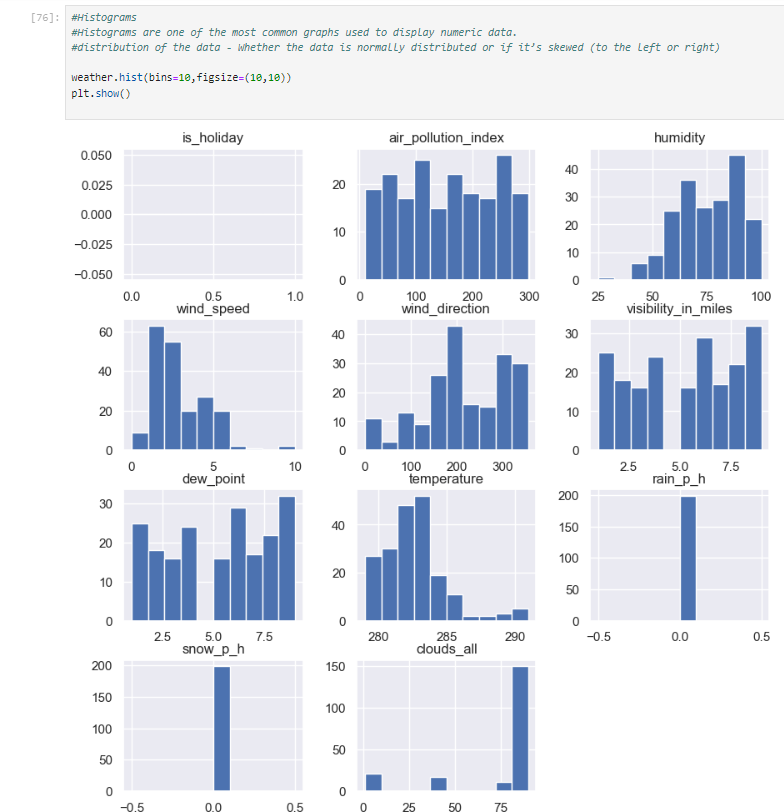 [76]: #Histograms
#Histograms are one of the most common graphs used to display numeric data.
#distribution of the data - Whether the data is normally distributed or if it's skewed (to the left or right)
weather.hist(bins=10,figsize=(10,10))
plt.show()
is_holiday air_pollution_index humidity
0.050
0.025
0.000
−0.025
−0.050
0.0 0.5 1.0
20
10
0
0 100 200 300
40
30
20
10
0
25 50 75 100
wind_speed wind_direction visibility_in_miles
60
40
20
0
0 5 10
40
30
20
10
0
0 100 200 300
30
20
10
0
2.5 5.0 7.5
dew_point temperature rain_p_h
30
20
10
0
2.5 5.0 7.5
40
20
0
280 285 290
200
150
100
50
0
−0.5 0.0 0.5
snow_p_h clouds_all
200
150
100
50
0
−0.5 0.0 0.5
150
100
50
0
0 25 50 75